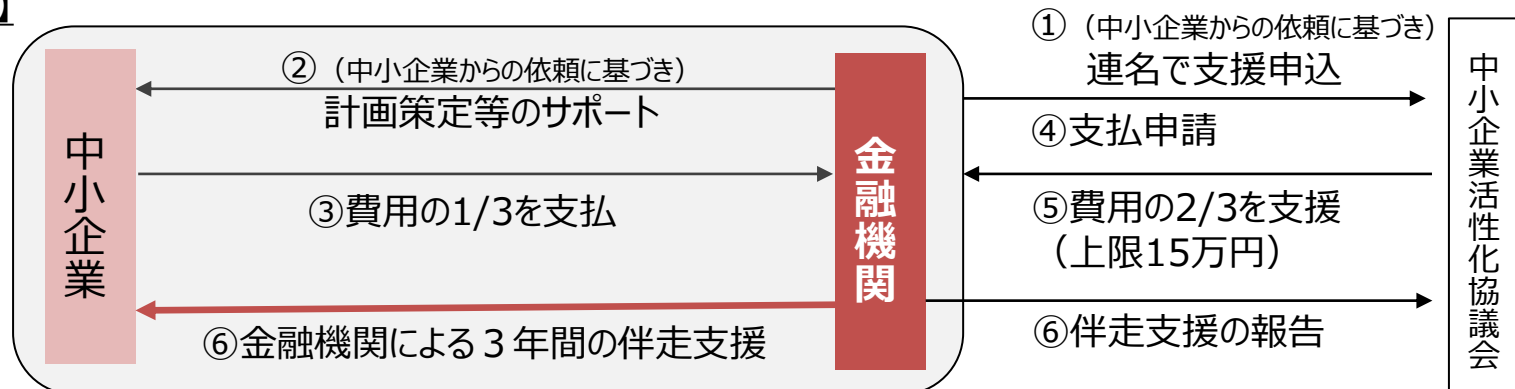 】
①（中小企業からの依頼に基づき）
連名で支援申込
②（中小企業からの依頼に基づき）
計画策定等のサポート
④支払申請
③費用の1/3を支払
⑤費用の2/3を支援
（上限15万円）
⑥金融機関による３年間の伴走支援
⑥伴走支援の報告
中小企業
金融機関
中小企業活性化協議会